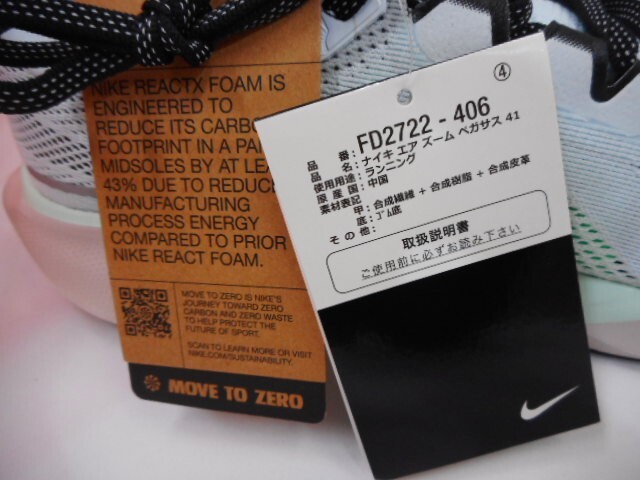 NIKE REACTX FOAM IS
ENGINEERED TO
REDUCE ITS CARBO
FOOTPRINT IN A PAI
MIDSOLES BY AT LEA
43% DUE TO REDUC
MANUFACTURING
PROCESS ENERGY
COMPARED TO PRIOR
NIKE REACT FOAM.
MOVE TO ZERO IS NIKE'S
JOURNEY TOWARD ZERO
CARBON AND ZERO WASTE
TO HELP PROTECT THE
FUTURE OF SPORT.
SCAN TO LEARN MORE OR VISIT
NIKE.COM/SUSTAINABILITY.
MOVE TO ZERO
④
品番: FD2722 - 406
品名: ナイキ エア ズーム ペガサス 41
使用用途: ランニング
原産国: 中国
素材表記 甲: 合成繊維 + 合成樹脂 + 合成皮革
底: ゴム底
その他:
取扱説明書
ご使用前に必ずお読み下さい